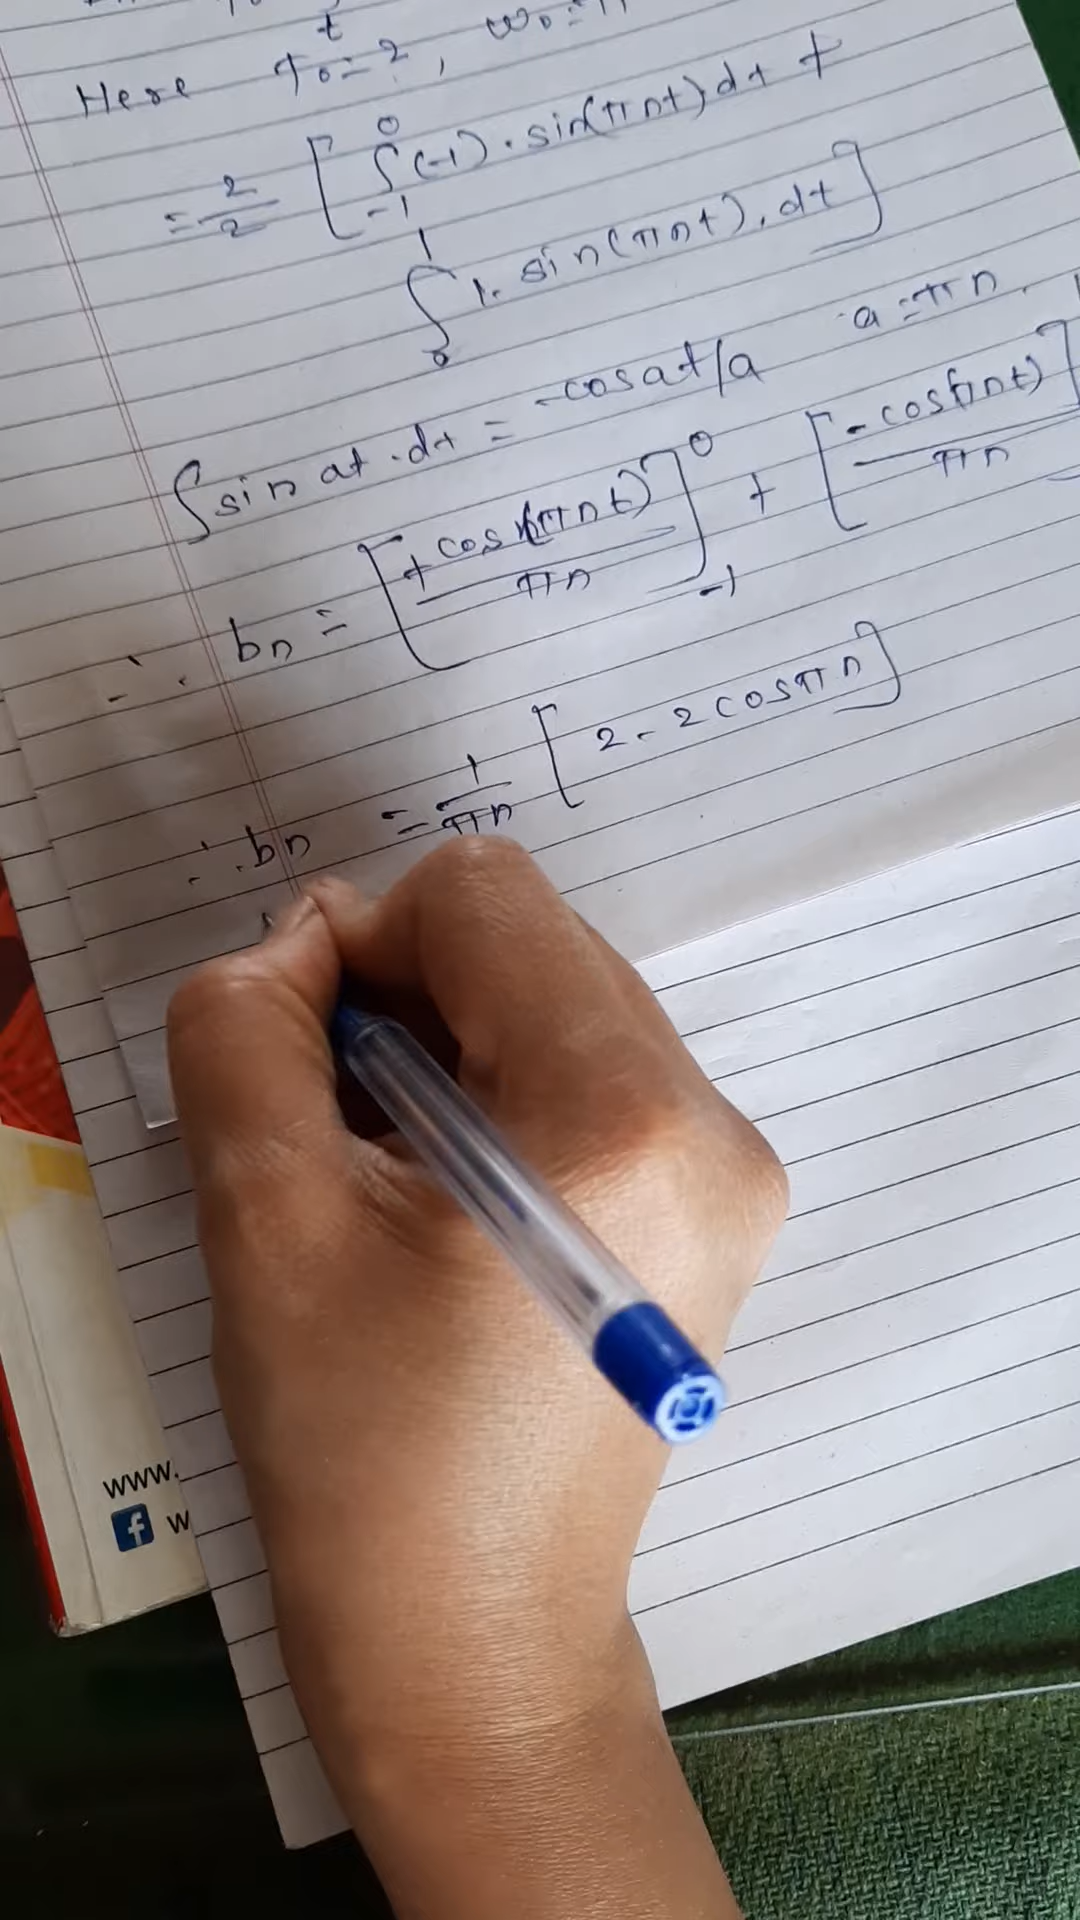 t
Here T₀=2, ω₀=π
= 2/2 [ ∫₋₁⁰ (-1) · sin(πnt) dt +
∫₀¹ 1. sin(πnt). dt ]
∫ sin at · dt = -cos at/a a = πn
∴ bn = [ +cos(πnt) / πn ]₋₁⁰ + [ -cos(πnt) / πn ]
∴ bn = 1/πn [ 2 - 2 cos πn ]
www.
f w